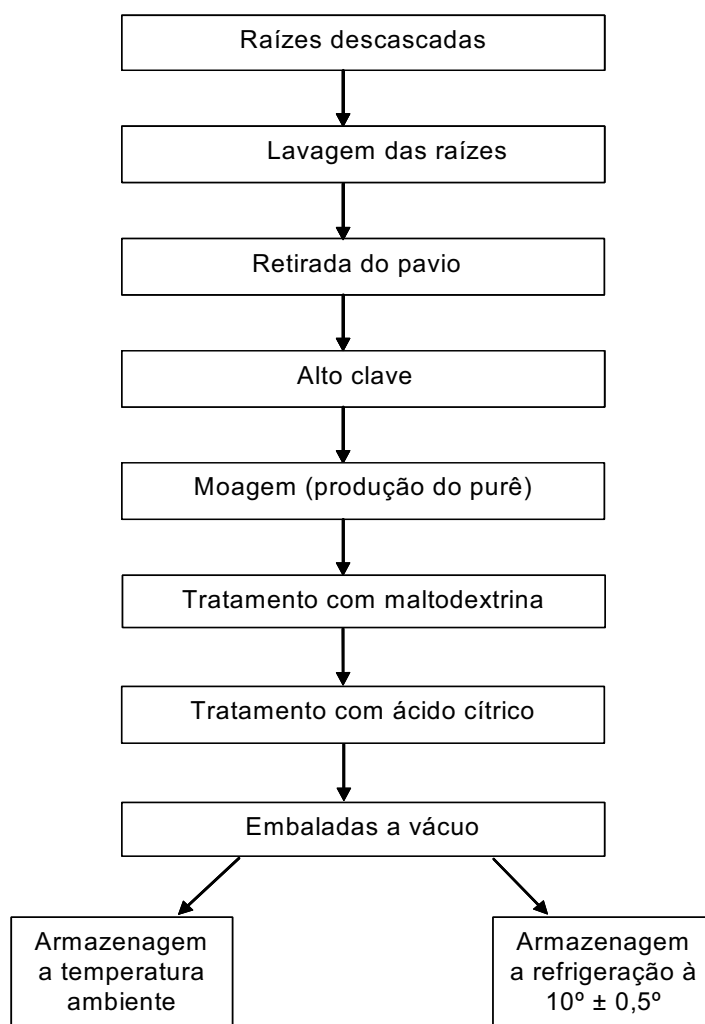 Raízes descascadas
Lavagem das raízes
Retirada do pavio
Alto clave
Moagem (produção do purê)
Tratamento com maltodextrina
Tratamento com ácido cítrico
Embaladas a vácuo
Armazenagem
a temperatura
ambiente
Armazenagem
a refrigeração à
10º ± 0,5º